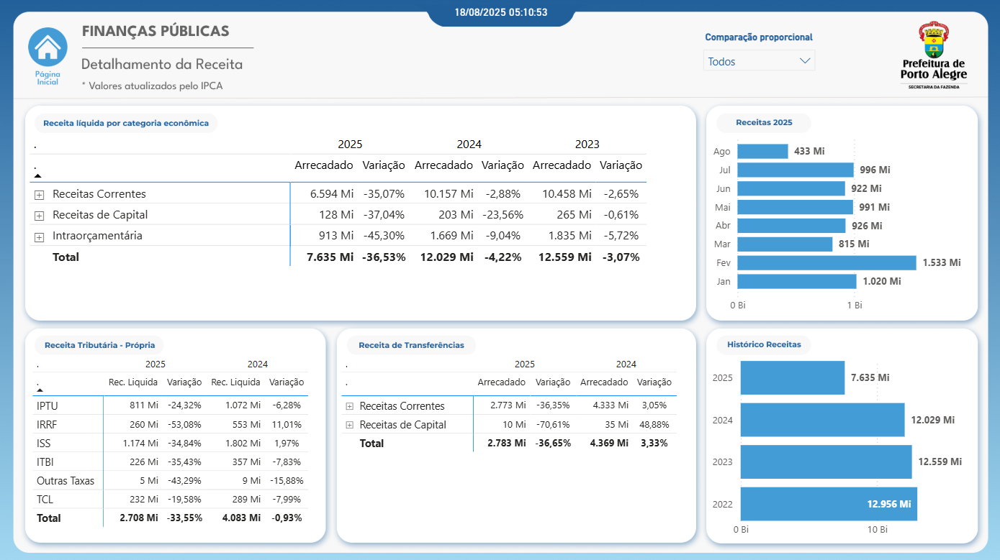 18/08/2025 05:10:53
Página
Inicial
FINANÇAS PÚBLICAS
Detalhamento da Receita
* Valores atualizados pelo IPCA
Comparação proporcional
Todos
Prefeitura de
Porto Alegre
SECRETARIA DA FAZENDA
Receita líquida por categoria econômica
. 2025 2024 2023
. Arrecadado Variação Arrecadado Variação Arrecadado Variação
Receitas Correntes 6.594 Mi -35,07% 10.157 Mi -2,88% 10.458 Mi -2,65%
Receitas de Capital 128 Mi -37,04% 203 Mi -23,56% 265 Mi -0,61%
Intraorçamentária 913 Mi -45,30% 1.669 Mi -9,04% 1.835 Mi -5,72%
Total 7.635 Mi -36,53% 12.029 Mi -4,22% 12.559 Mi -3,07%
Receitas 2025
Ago 433 Mi
Jul 996 Mi
Jun 922 Mi
Mai 991 Mi
Abr 926 Mi
Mar 815 Mi
Fev 1.533 Mi
Jan 1.020 Mi
0 Bi 1 Bi
Receita Tributária - Própria
. 2025 2024
. Rec. Liquida Variação Rec. Liquida Variação
IPTU 811 Mi -24,32% 1.072 Mi -6,28%
IRRF 260 Mi -53,08% 553 Mi 11,01%
ISS 1.174 Mi -34,84% 1.802 Mi 1,97%
ITBI 226 Mi -35,43% 357 Mi -7,83%
Outras Taxas 5 Mi -43,29% 9 Mi -15,88%
TCL 232 Mi -19,58% 289 Mi -7,99%
Total 2.708 Mi -33,55% 4.083 Mi -0,93%
Receita de Transferências
. 2025 2024
. Arrecadado Variação Arrecadado Variação
Receitas Correntes 2.773 Mi -36,35% 4.333 Mi 3,05%
Receitas de Capital 10 Mi -70,61% 35 Mi 48,88%
Total 2.783 Mi -36,65% 4.369 Mi 3,33%
Histórico Receitas
2025 7.635 Mi
2024 12.029 Mi
2023 12.559 Mi
2022 12.956 Mi
0 Bi 10 Bi